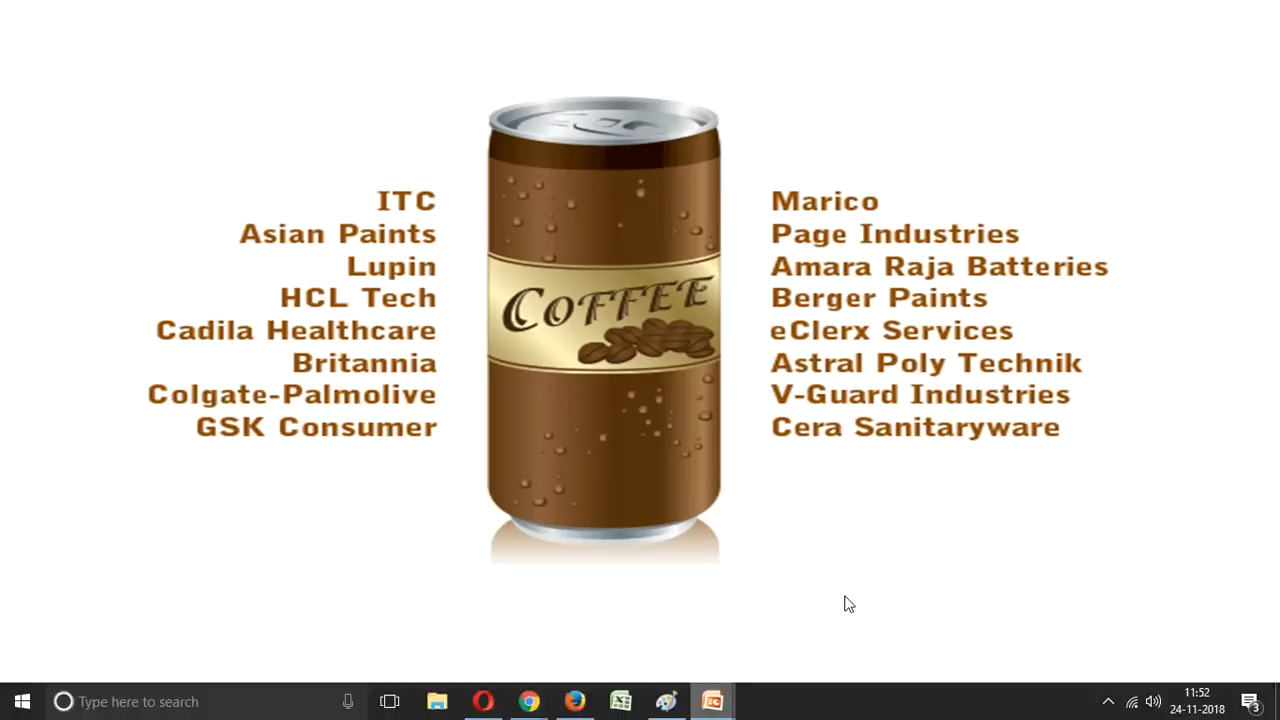 ITC
Asian Paints
Lupin
HCL Tech
Cadila Healthcare
Britannia
Colgate-Palmolive
GSK Consumer
COFFEE
Marico
Page Industries
Amara Raja Batteries
Berger Paints
eClerx Services
Astral Poly Technik
V-Guard Industries
Cera Sanitaryware
Type here to search
11:52
24-11-2018
3